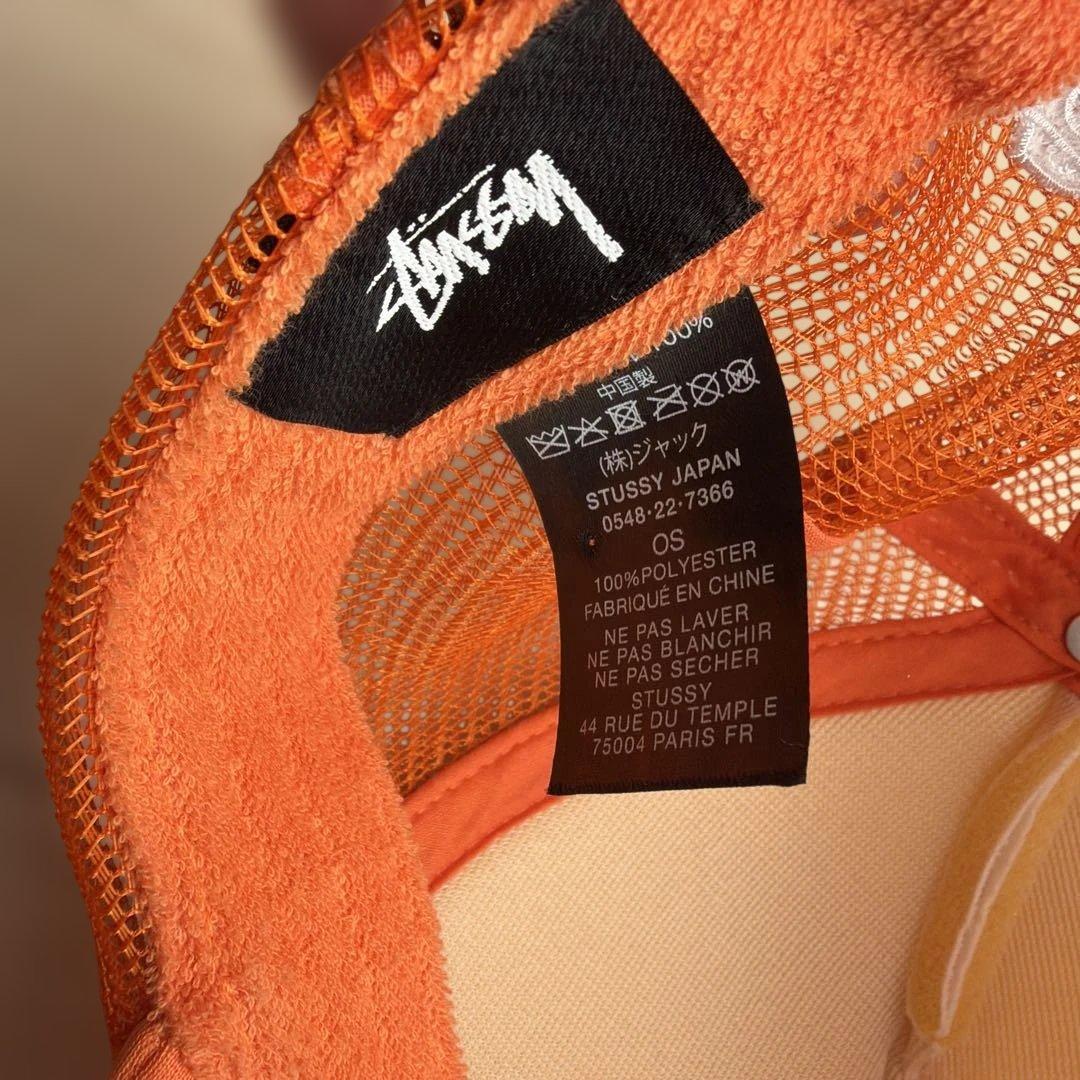 Stüssy
100%
中国製
(株)ジャック
STUSSY JAPAN
0548·22·7366
OS
100%POLYESTER
FABRIQUÉ EN CHINE
NE PAS LAVER
NE PAS BLANCHIR
NE PAS SECHER
STUSSY
44 RUE DU TEMPLE
75004 PARIS FR